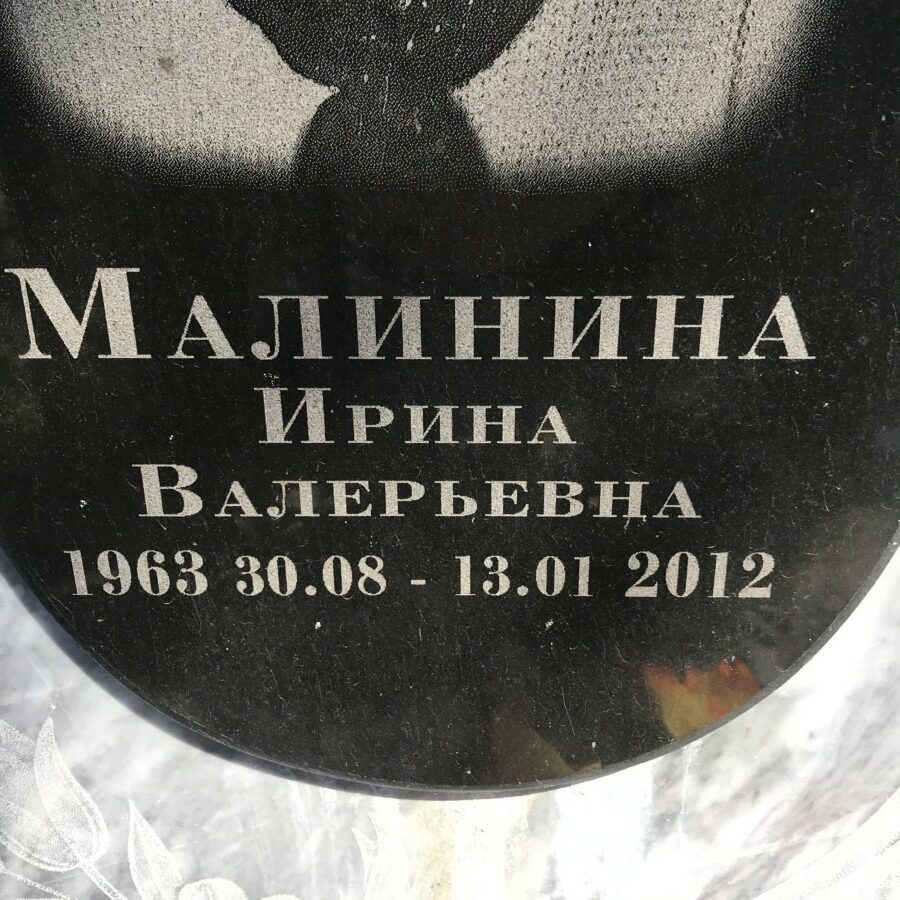 Малинина
Ирина
Валерьевна
1963 30.08 - 13.01 2012